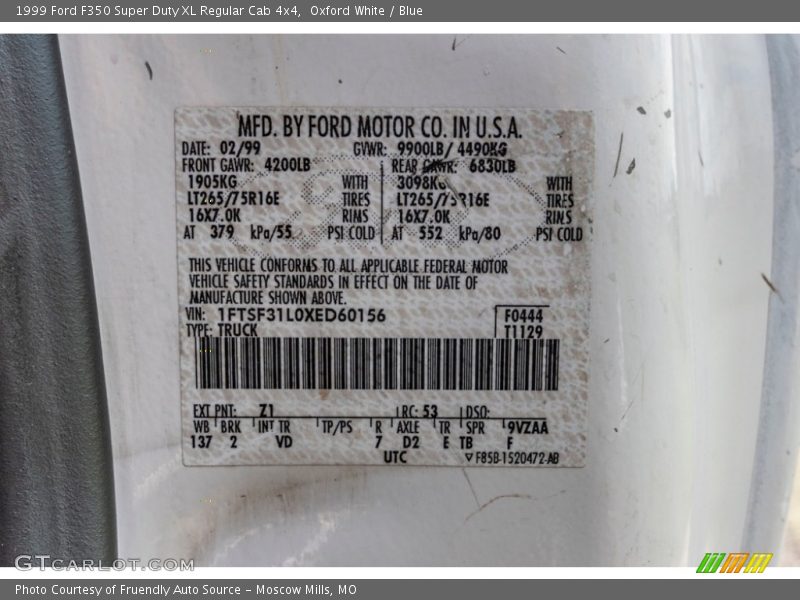 1999 Ford F350 Super Duty XL Regular Cab 4x4,  Oxford White / Blue
MFD. BY FORD MOTOR CO. IN U.S.A.
DATE: 02/99 GVWR: 9900LB/ 4490KG
FRONT GAWR: 4200LB REAR GAWR: 6830LB
1905KG WITH 3098KG WITH
LT265/75R16E TIRES LT265/75R16E TIRES
16X7.0K RIMS 16X7.0K RIMS
AT 379 kPa/55 PSI COLD AT 552 kPa/80 PSI COLD
THIS VEHICLE CONFORMS TO ALL APPLICABLE FEDERAL MOTOR
VEHICLE SAFETY STANDARDS IN EFFECT ON THE DATE OF
MANUFACTURE SHOWN ABOVE.
VIN: 1FTSF31L0XED60156 F0444
TYPE: TRUCK T1129
EXT PNT: Z1 RC: 53 DSO:
WB BRK INT TR TP/PS R AXLE TR SPR 9VZAA
137 2 VD 7 D2 E TB F
UTC ▽ F85B-1520472-AB
GTCARLOT.COM
Photo Courtesy of Fruendly Auto Source – Moscow Mills, MO